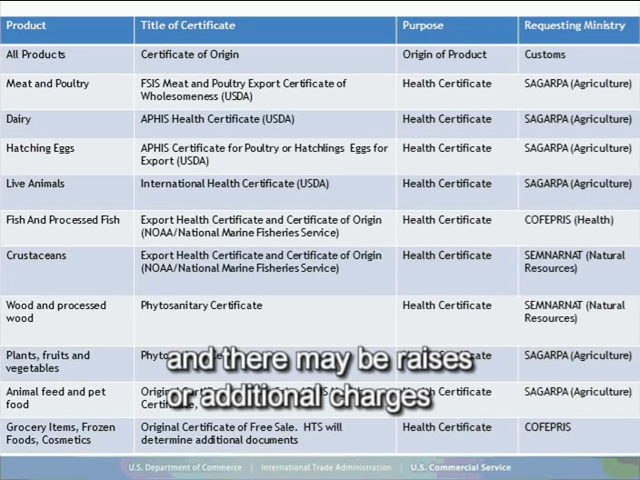 Product Title of Certificate Purpose Requesting Ministry
All Products Certificate of Origin Origin of Product Customs
Meat and Poultry FSIS Meat and Poultry Export Certificate of Health Certificate SAGARPA (Agriculture)
Wholesomeness (USDA)
Dairy APHIS Health Certificate (USDA) Health Certificate SAGARPA (Agriculture)
Hatching Eggs APHIS Certificate for Poultry or Hatchlings Eggs for Health Certificate SAGARPA (Agriculture)
Export (USDA)
Live Animals International Health Certificate (USDA) Health Certificate SAGARPA (Agriculture)
Fish And Processed Fish Export Health Certificate and Certificate of Origin Health Certificate COFEPRIS (Health)
(NOAA/National Marine Fisheries Service)
Crustaceans Export Health Certificate and Certificate of Origin Health Certificate SEMNARNAT (Natural
(NOAA/National Marine Fisheries Service) Resources)
Wood and processed Phytosanitary Certificate Health Certificate SEMNARNAT (Natural
wood Resources)
Plants, fruits and SAGARPA (Agriculture)
vegetables
and there may be raises
Animal feed and pet SAGARPA (Agriculture)
food
or additional charges
Grocery Items, Frozen Original Certificate of Free Sale. HTS will Health Certificate COFEPRIS
Foods, Cosmetics determine additional documents
U.S. Department of Commerce | International Trade Administration | U.S. Commercial Service